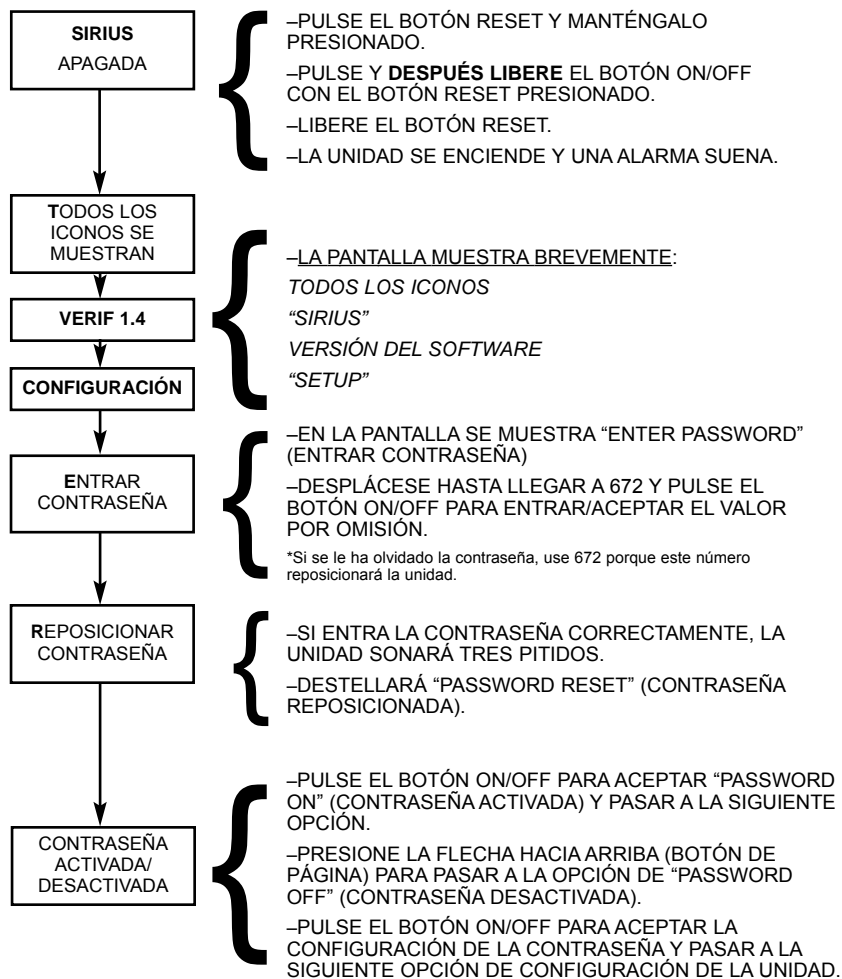 SIRIUS
APAGADA
–PULSE EL BOTÓN RESET Y MANTÉNGALO
PRESIONADO.
–PULSE Y DESPUÉS LIBERE EL BOTÓN ON/OFF
CON EL BOTÓN RESET PRESIONADO.
–LIBERE EL BOTÓN RESET.
–LA UNIDAD SE ENCIENDE Y UNA ALARMA SUENA.
TODOS LOS
ICONOS SE
MUESTRAN
VERIF 1.4
CONFIGURACIÓN
–LA PANTALLA MUESTRA BREVEMENTE:
TODOS LOS ICONOS
“SIRIUS”
VERSIÓN DEL SOFTWARE
“SETUP”
ENTRAR
CONTRASEÑA
–EN LA PANTALLA SE MUESTRA “ENTER PASSWORD”
(ENTRAR CONTRASEÑA)
–DESPLÁCESE HASTA LLEGAR A 672 Y PULSE EL
BOTÓN ON/OFF PARA ENTRAR/ACEPTAR EL VALOR
POR OMISIÓN.
*Si se le ha olvidado la contraseña, use 672 porque este número
reposicionará la unidad.
REPOSICIONAR
CONTRASEÑA
–SI ENTRA LA CONTRASEÑA CORRECTAMENTE, LA
UNIDAD SONARÁ TRES PITIDOS.
–DESTELLARÁ “PASSWORD RESET” (CONTRASEÑA
REPOSICIONADA).
CONTRASEÑA
ACTIVADA/
DESACTIVADA
–PULSE EL BOTÓN ON/OFF PARA ACEPTAR “PASSWORD
ON” (CONTRASEÑA ACTIVADA) Y PASAR A LA SIGUIENTE
OPCIÓN.
–PRESIONE LA FLECHA HACIA ARRIBA (BOTÓN DE
PÁGINA) PARA PASAR A LA OPCIÓN DE “PASSWORD
OFF” (CONTRASEÑA DESACTIVADA).
–PULSE EL BOTÓN ON/OFF PARA ACEPTAR LA
CONFIGURACIÓN DE LA CONTRASEÑA Y PASAR A LA
SIGUIENTE OPCIÓN DE CONFIGURACIÓN DE LA UNIDAD.